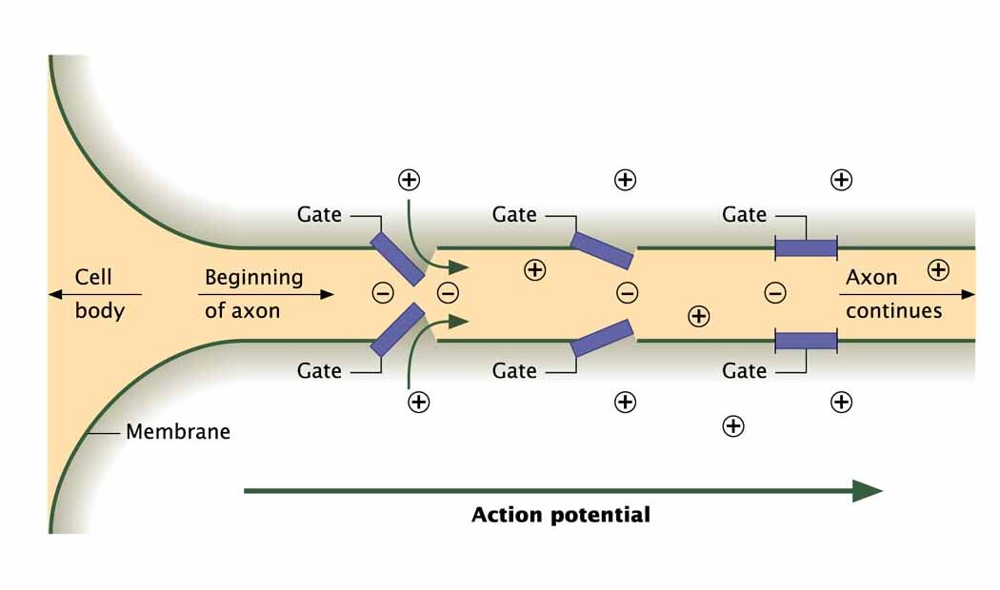 Gate
Gate
Gate
Cell
body
Beginning
of axon
Axon
continues
Gate
Gate
Gate
Membrane
Action potential